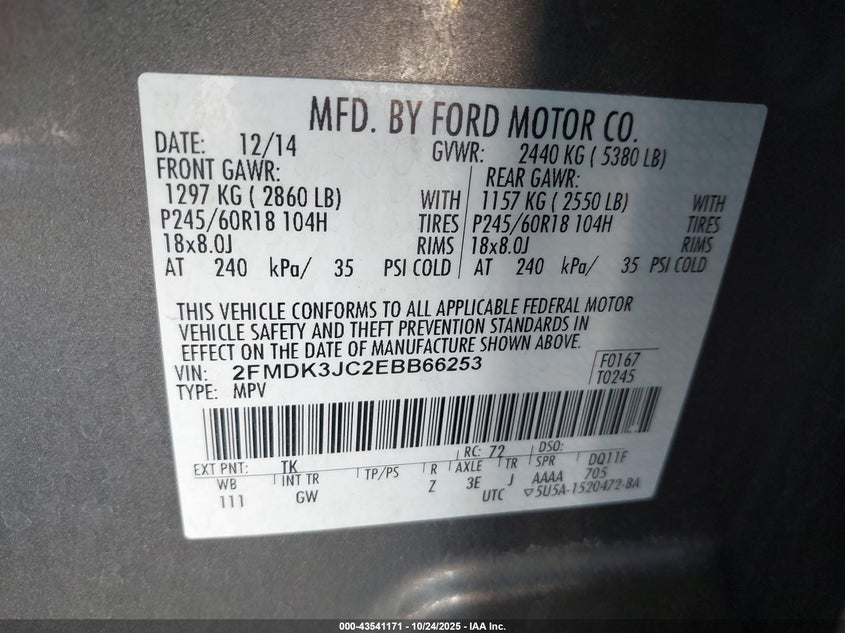 MFD. BY FORD MOTOR CO.
DATE: 12/14 GVWR: 2440 KG ( 5380 LB)
FRONT GAWR: REAR GAWR:
1297 KG ( 2860 LB) WITH 1157 KG ( 2550 LB) WITH
P245/60R18 104H TIRES P245/60R18 104H TIRES
18x8.0J RIMS 18x8.0J RIMS
AT 240 kPa/ 35 PSI COLD AT 240 kPa/ 35 PSI COLD
THIS VEHICLE CONFORMS TO ALL APPLICABLE FEDERAL MOTOR
VEHICLE SAFETY AND THEFT PREVENTION STANDARDS IN
EFFECT ON THE DATE OF MANUFACTURE SHOWN ABOVE.
VIN: 2FMDK3JC2EBB66253 F0167
TYPE: MPV T0245
EXT PNT: TK RC: 72 DSO:
WB INT TR TP/PS R AXLE TR SPR DQ11F
111 GW Z 3E J AAAA 705
UTC ▽5U5A-1520472-8A
000-43541171 - 10/24/2025 - IAA Inc.